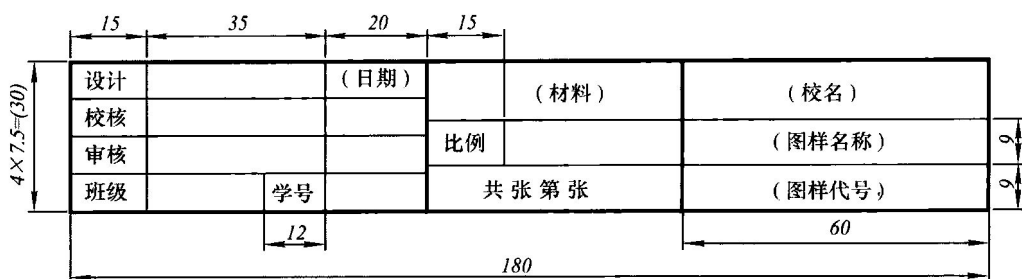 15 35 20 15
设计 (日期) (材料) (校名)
校核
审核 比例 (图样名称) 9
班级 学号 共 张 第 张 (图样代号) 9
4×7.5=(30)
12 60
180